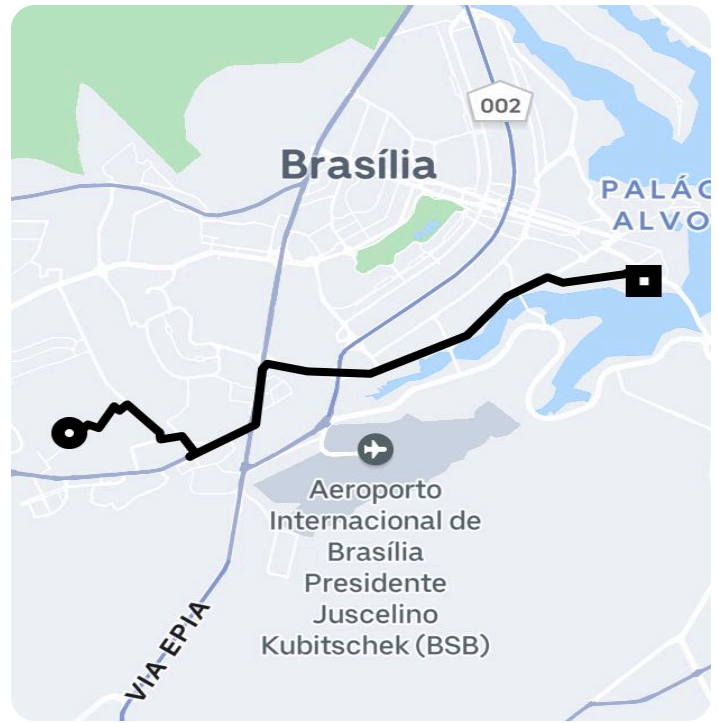 002
Brasília
PALÁC
ALVO
Aeroporto
Internacional de
Brasília
Presidente
Juscelino
Kubitschek (BSB)
VIA EPIA